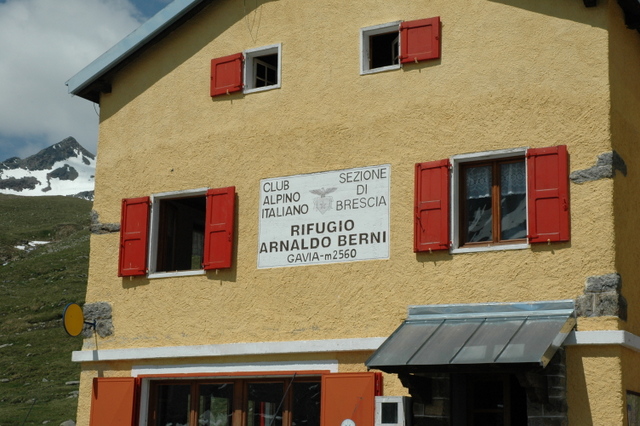 CLUB
ALPINO
ITALIANO
SEZIONE
DI
BRESCIA
RIFUGIO
ARNALDO BERNI
GAVIA-m2560